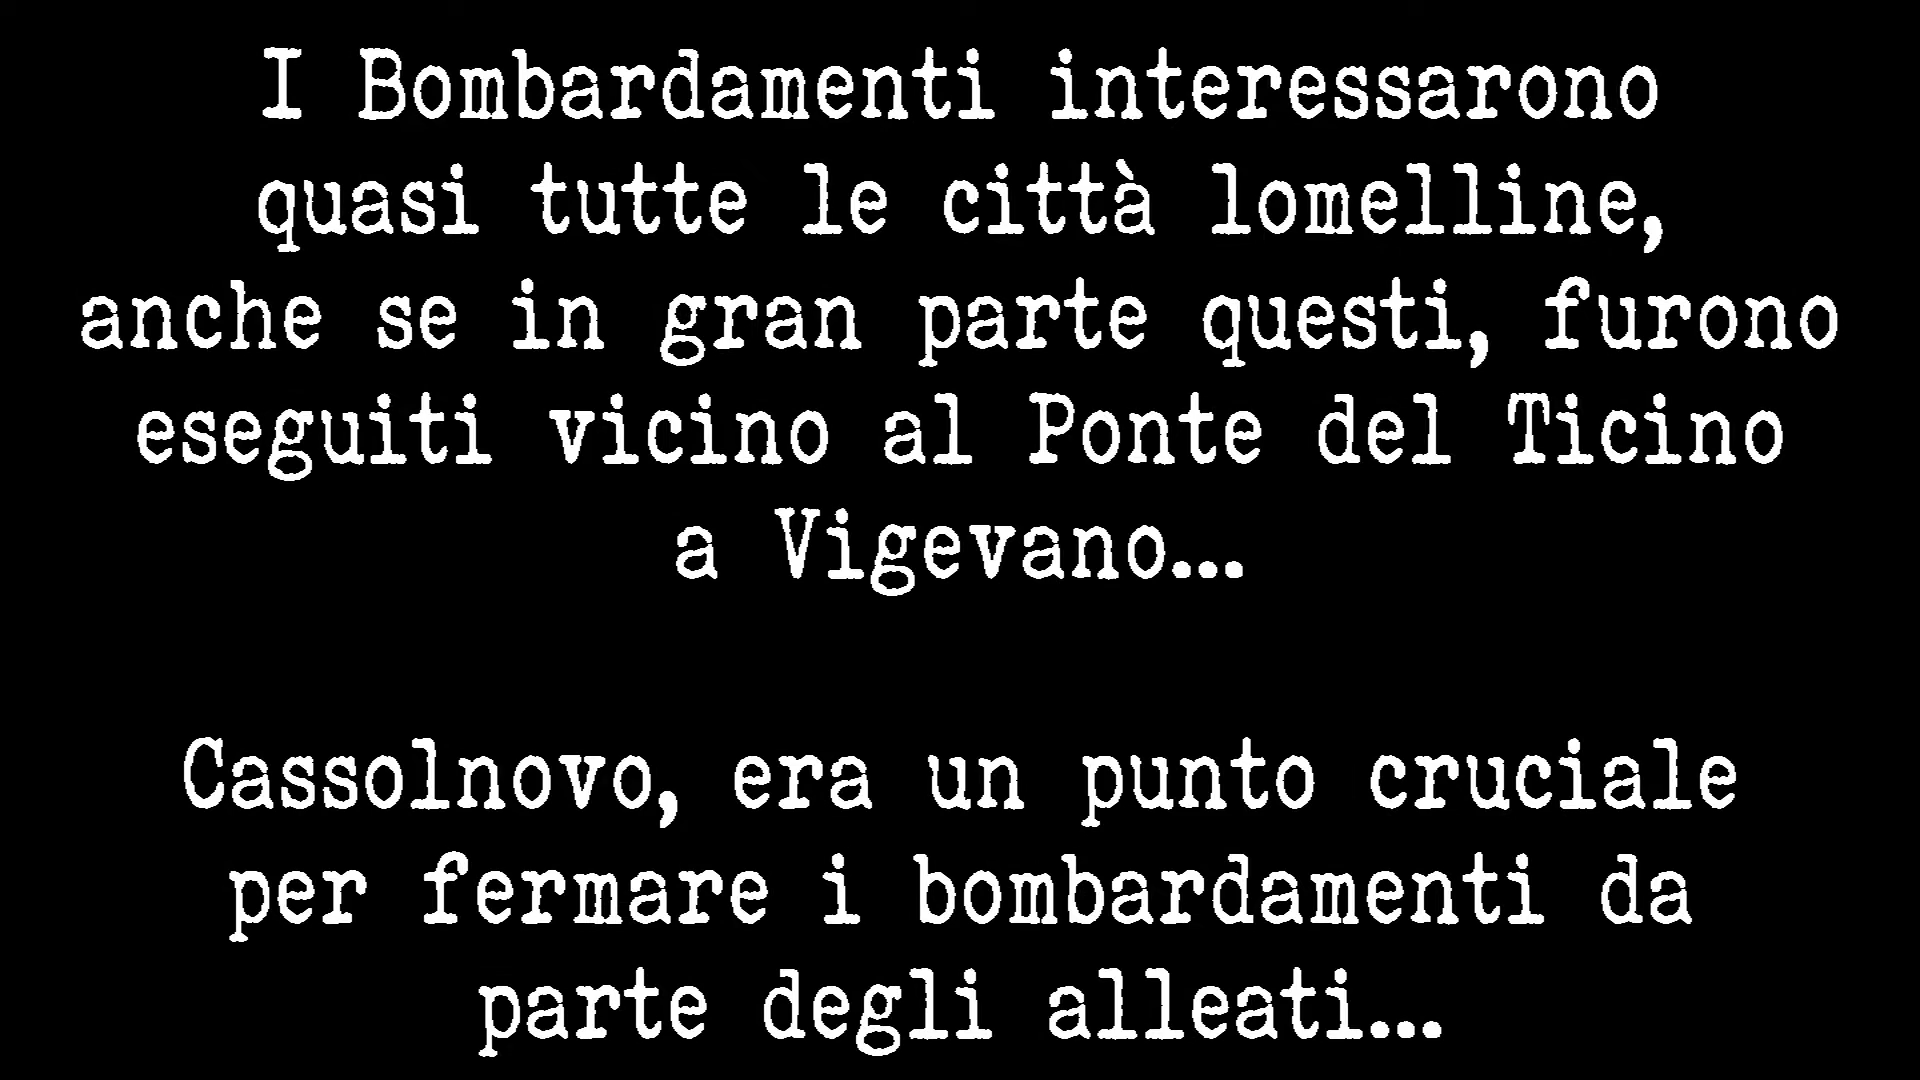 I Bombardamenti interessarono
quasi tutte le città lomelline,
anche se in gran parte questi, furono
eseguiti vicino al Ponte del Ticino
a Vigevano...
Cassolnovo, era un punto cruciale
per fermare i bombardamenti da
parte degli alleati...